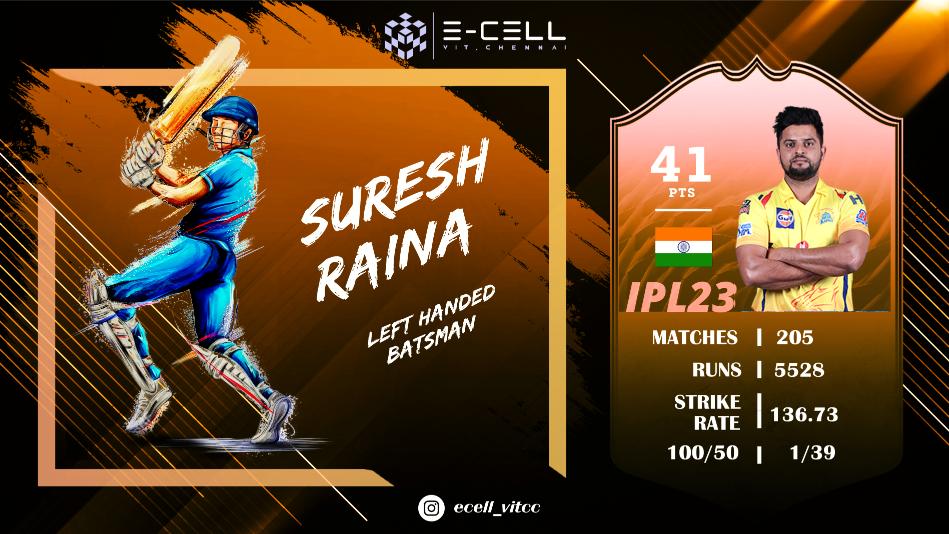 E-CELL
VIT, CHENNAI
SURESH
RAINA
LEFT HANDED
BATSMAN
41
PTS
IPL23
MATCHES | 205
RUNS | 5528
STRIKE
RATE | 136.73
100/50 | 1/39
ecell_vitcc